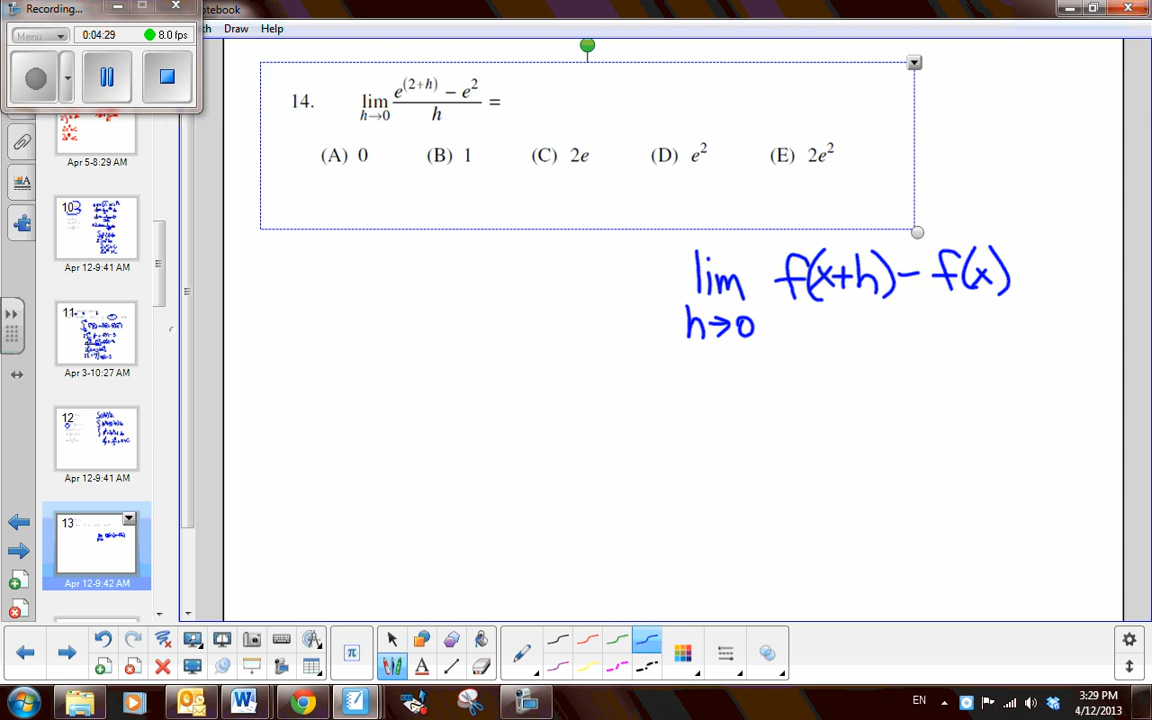 Recording...
otebook
Menu
0:04:29
8.0 fps
th Draw Help
Apr 5-8:29 AM
10
Apr 12-9:41 AM
11
Apr 3-10:27 AM
12
Apr 12-9:41 AM
13
Apr 12-9:42 AM
14. lim h→0 (e^(2+h) − e^2)/h =
(A) 0 (B) 1 (C) 2e (D) e^2 (E) 2e^2
lim f(x+h) − f(x)
h→0
π
A
EN
3:29 PM
4/12/2013